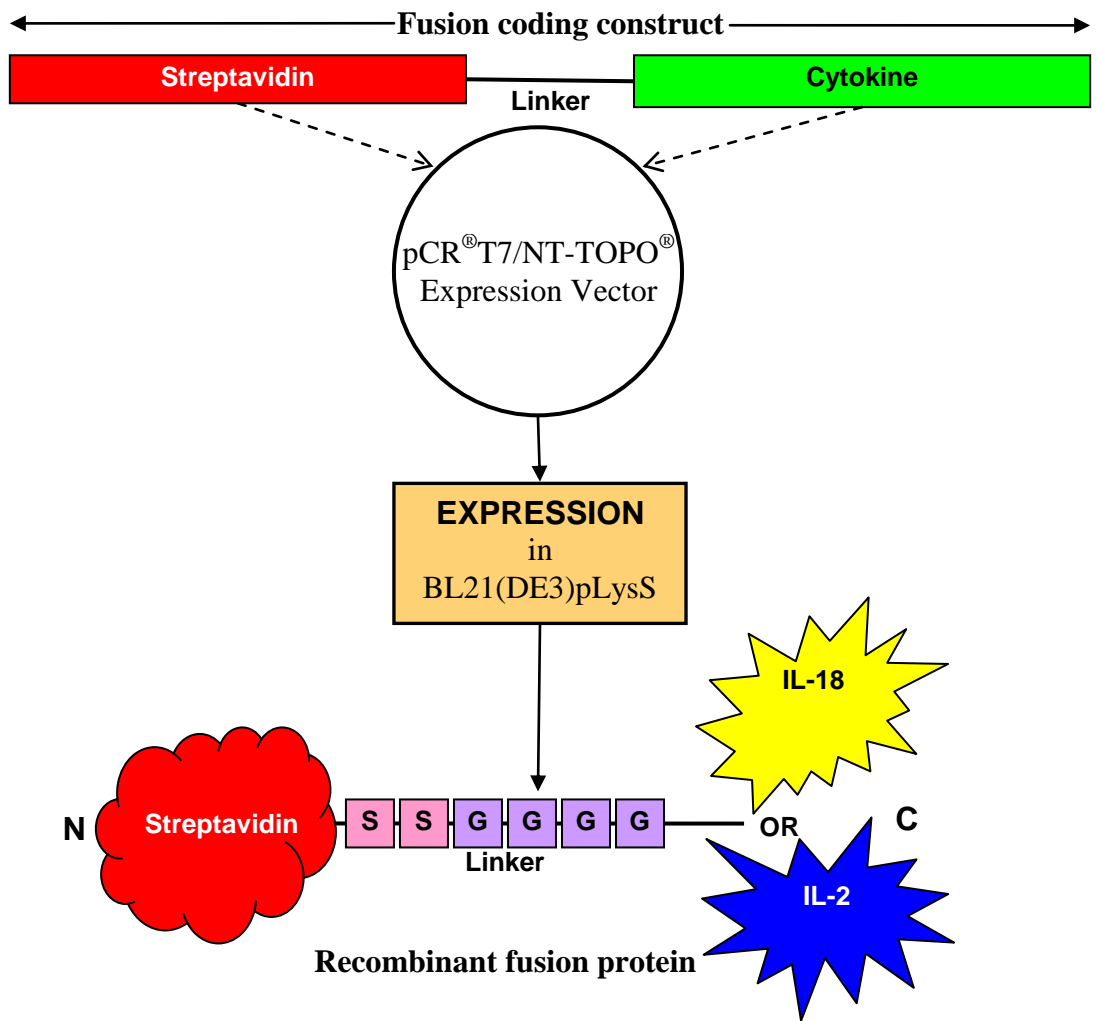 Fusion coding construct
Streptavidin
Linker
Cytokine
pCR®T7/NT-TOPO®
Expression Vector
EXPRESSION
in
BL21(DE3)pLysS
IL-18
N
Streptavidin
S S G G G G
Linker
OR
C
IL-2
Recombinant fusion protein